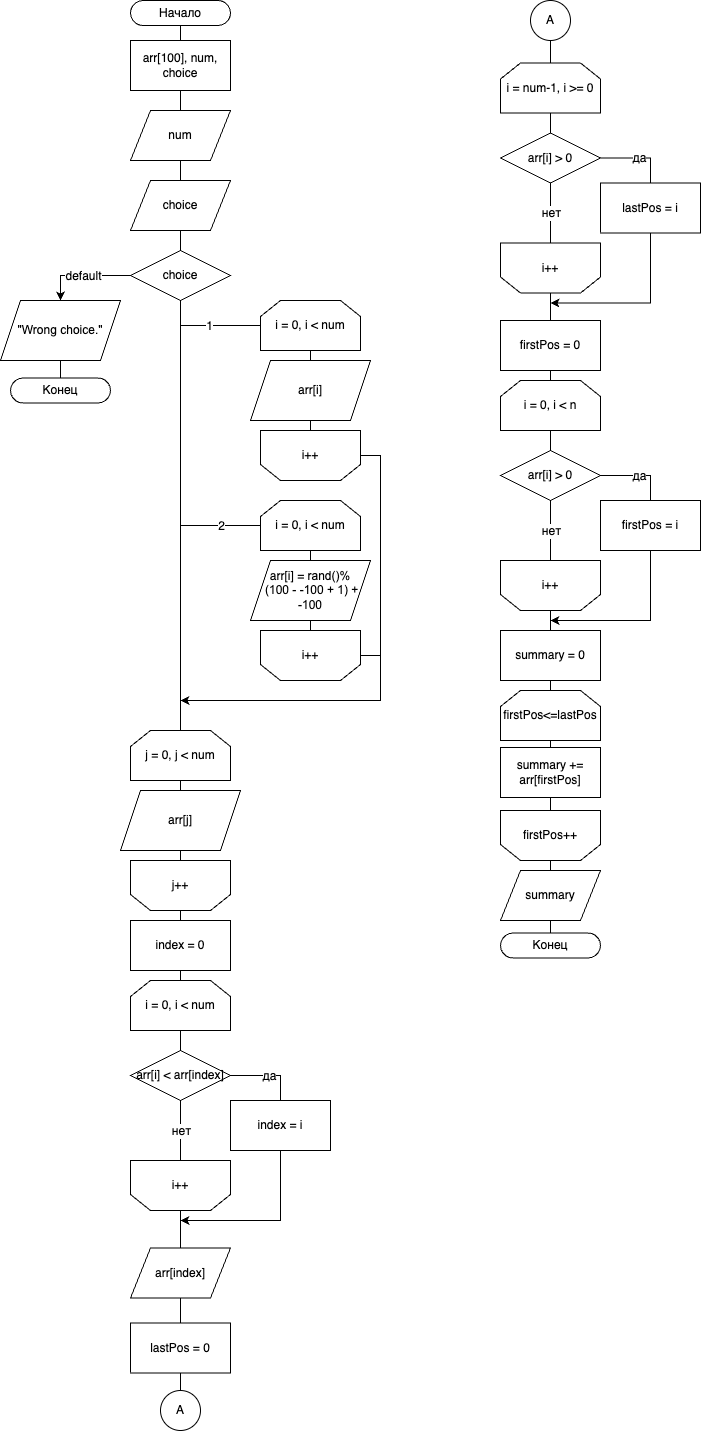 Начало
arr[100], num,
choice
num
choice
choice
default
"Wrong choice."
Конец
1
i = 0, i < num
arr[i]
i++
2
i = 0, i < num
arr[i] = rand()%
(100 - -100 + 1) +
-100
i++
j = 0, j < num
arr[j]
j++
index = 0
i = 0, i < num
arr[i] < arr[index]
да
index = i
нет
i++
arr[index]
lastPos = 0
A
A
i = num-1, i >= 0
arr[i] > 0
да
lastPos = i
нет
i++
firstPos = 0
i = 0, i < n
arr[i] > 0
да
firstPos = i
нет
i++
summary = 0
firstPos<=lastPos
summary +=
arr[firstPos]
firstPos++
summary
Конец